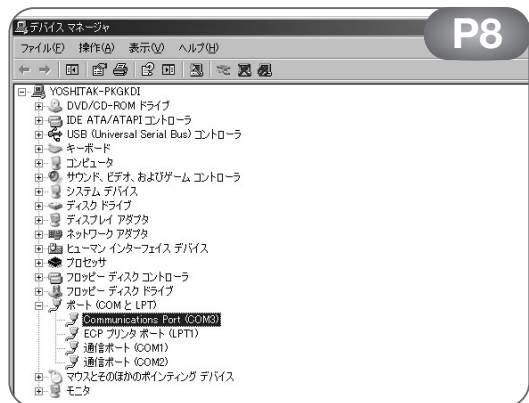 デバイス マネージャ
P8
ファイル(F) 操作(A) 表示(V) ヘルプ(H)
YOSHITAK-PKGKDI
DVD/CD-ROM ドライブ
IDE ATA/ATAPI コントローラ
USB (Universal Serial Bus) コントローラ
キーボード
コンピュータ
サウンド、ビデオ、およびゲーム コントローラ
システム デバイス
ディスク ドライブ
ディスプレイ アダプタ
ネットワーク アダプタ
ヒューマン インターフェイス デバイス
プロセッサ
フロッピー ディスク コントローラ
フロッピー ディスク ドライブ
ポート (COM と LPT)
Communications Port (COM3)
ECP プリンタ ポート (LPT1)
通信ポート (COM1)
通信ポート (COM2)
マウスとそのほかのポインティング デバイス
モニタ